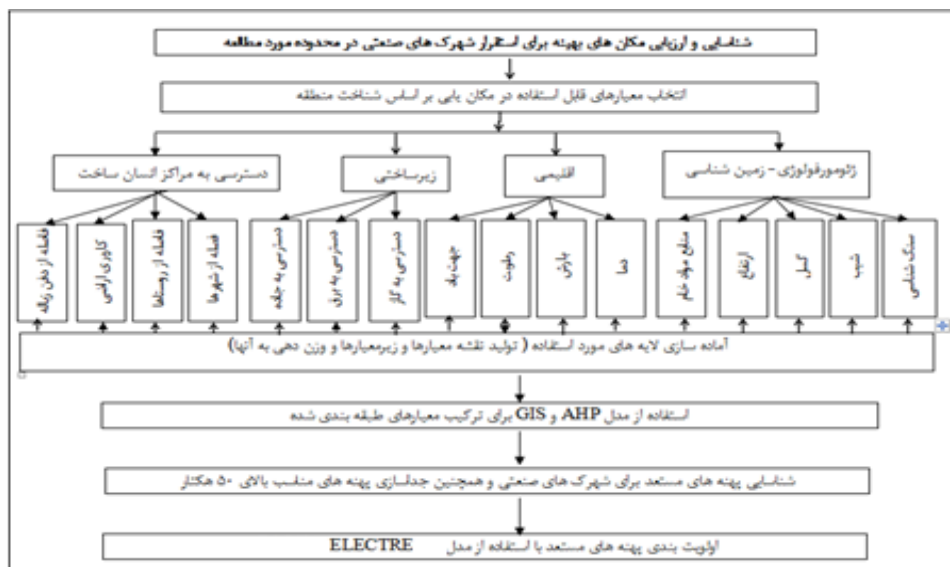 شناسایی و ارزیابی مکان های بهینه برای استقرار شهرک های صنعتی در محدوده مورد مطالعه
انتخاب معیارهای قابل استفاده در مکان یابی بر اساس شناخت منطقه
ژئومورفولوژی - زمین شناسی
اقلیمی
زیرساختی
دسترسی به مراکز انسان ساخت
سنگ شناسی
شیب
گسل
ارتفاع
منابع مواد خام
دما
بارش
رطوبت
جهت باد
دسترسی به گاز
دسترسی به برق
دسترسی به جاده
فصله از شهرها
فاصله از روستاها
کاوری اراضی
فاصله از دفن زباله
آماده سازی لایه های مورد استفاده ( تولید نقشه معیارها و زیرمعیارها و وزن دهی به آنها)
استفاده از مدل AHP و GIS برای ترکیب معیارهای طبقه بندی شده
شناسایی پهنه های مستعد برای شهرک های صنعتی و همچنین جداسازی پهنه های مناسب بالای ۵۰ هکتار
اولویت بندی پهنه های مستعد با استفاده از مدل ELECTRE